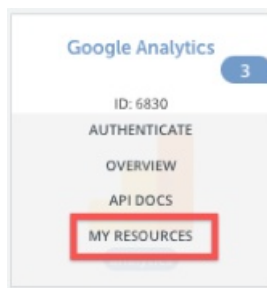 Google Analytics
3
ID: 6830
AUTHENTICATE
OVERVIEW
API DOCS
MY RESOURCES